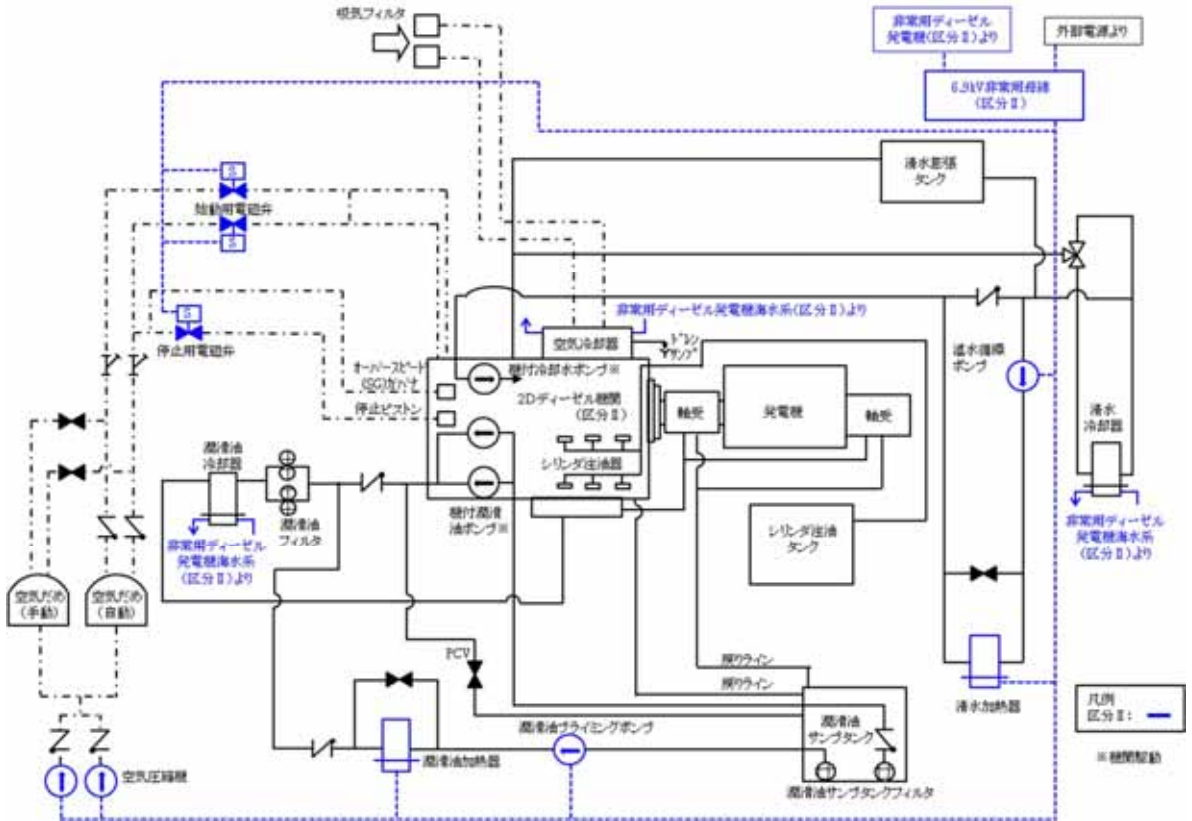 吸気フィルタ
非常用ディーゼル
発電機(区分Ⅱ)より
外部電源より
6.9kV非常用母線
(区分Ⅱ)
清水膨張
タンク
S
始動用電磁弁
S
S
停止用電磁弁
非常用ディーゼル発電機海水系(区分Ⅱ)より
空気冷却器
ドレン
サンプ
オーバースピード
(SG)ガバナ
機付冷却水ポンプ※
停止ピストン
2Dディーゼル機関
(区分Ⅱ)
軸受
発電機
軸受
温水循環
ポンプ
清水
冷却器
シリンダ注油器
潤滑油
冷却器
潤滑油
フィルタ
機付潤滑
油ポンプ※
シリンダ注油
タンク
非常用ディーゼル
発電機海水系
(区分Ⅱ)より
非常用ディーゼル
発電機海水系
(区分Ⅱ)より
空気だめ
(手動)
空気だめ
(自動)
PCV
戻りライン
戻りライン
清水加熱器
凡例
区分Ⅱ:
潤滑油プライミングポンプ
潤滑油
サンプタンク
※機関駆動
空気圧縮機
潤滑油加熱器
潤滑油サンプタンクフィルタ